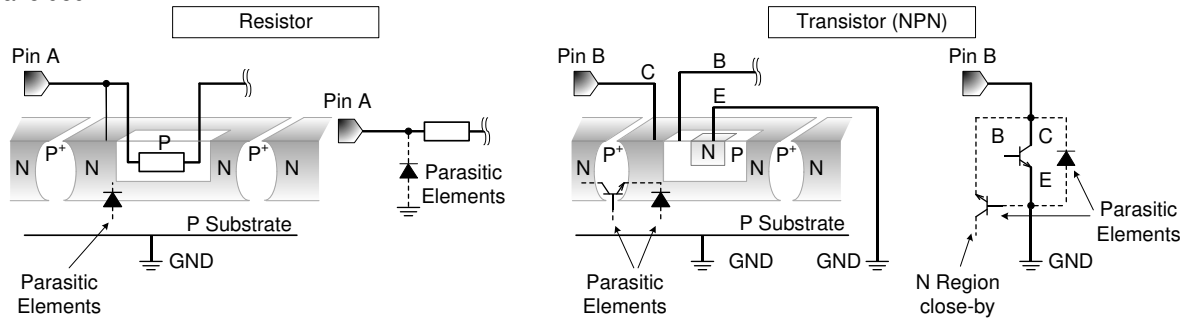 Resistor
Transistor (NPN)
Pin A
Pin A
N
P+
N
P
P+
N
N
Parasitic
Elements
P Substrate
GND
Parasitic
Elements
Pin B
C
B
E
N
P+
N
N
P
P+
N
N
P Substrate
GND
GND
Parasitic
Elements
Pin B
B
C
E
Parasitic
Elements
GND
N Region
close-by